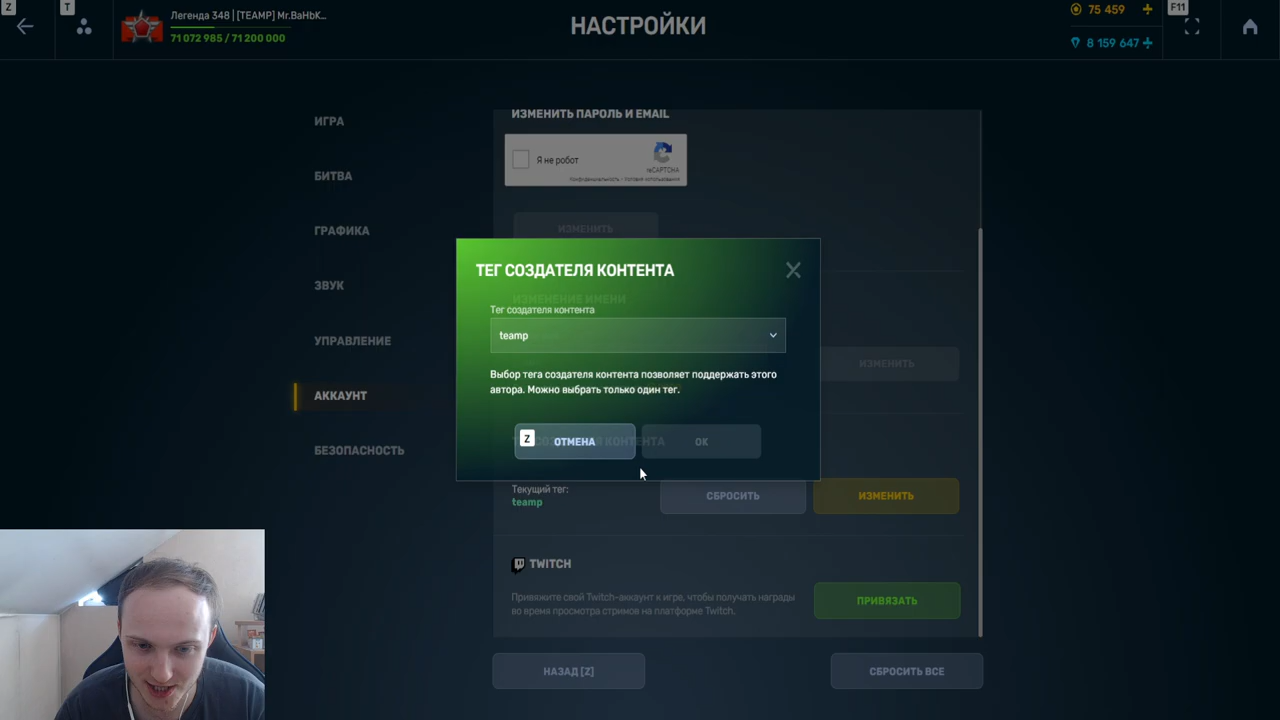 Z
T
Легенда 348 | [TEAMP] Mr.BaHbK...
71 072 985 / 71 200 000
НАСТРОЙКИ
75 459
8 159 647
F11
ИГРА
БИТВА
ГРАФИКА
ЗВУК
УПРАВЛЕНИЕ
АККАУНТ
БЕЗОПАСНОСТЬ
ИЗМЕНИТЬ ПАРОЛЬ И EMAIL
Я не робот
reCAPTCHA
Конфиденциальность - Условия использования
ИЗМЕНИТЬ
ТЕГ СОЗДАТЕЛЯ КОНТЕНТА
ИЗМЕНЕНИЕ ИМЕНИ
Тег создателя контента
teamp
Выбор тега создателя контента позволяет поддержать этого
автора. Можно выбрать только один тег.
ИЗМЕНИТЬ
Z ОТМЕНА
ОК
Текущий тег:
teamp
СБРОСИТЬ
ИЗМЕНИТЬ
TWITCH
Привяжите свой Twitch-аккаунт к игре, чтобы получать награды
во время просмотра стримов на платформе Twitch.
ПРИВЯЗАТЬ
НАЗАД [Z]
СБРОСИТЬ ВСЕ